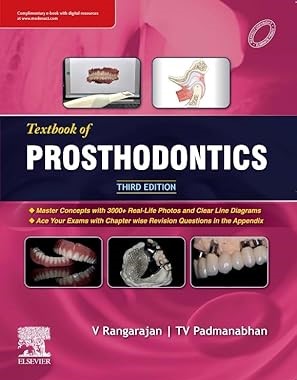 Complimentary e-book with digital resources
at www.medenact.com
Textbook of
PROSTHODONTICS
THIRD EDITION
Master Concepts with 3000+ Real-Life Photos and Clear Line Diagrams
Ace Your Exams with Chapter wise Revision Questions in the Appendix
V Rangarajan | TV Padmanabhan
ELSEVIER